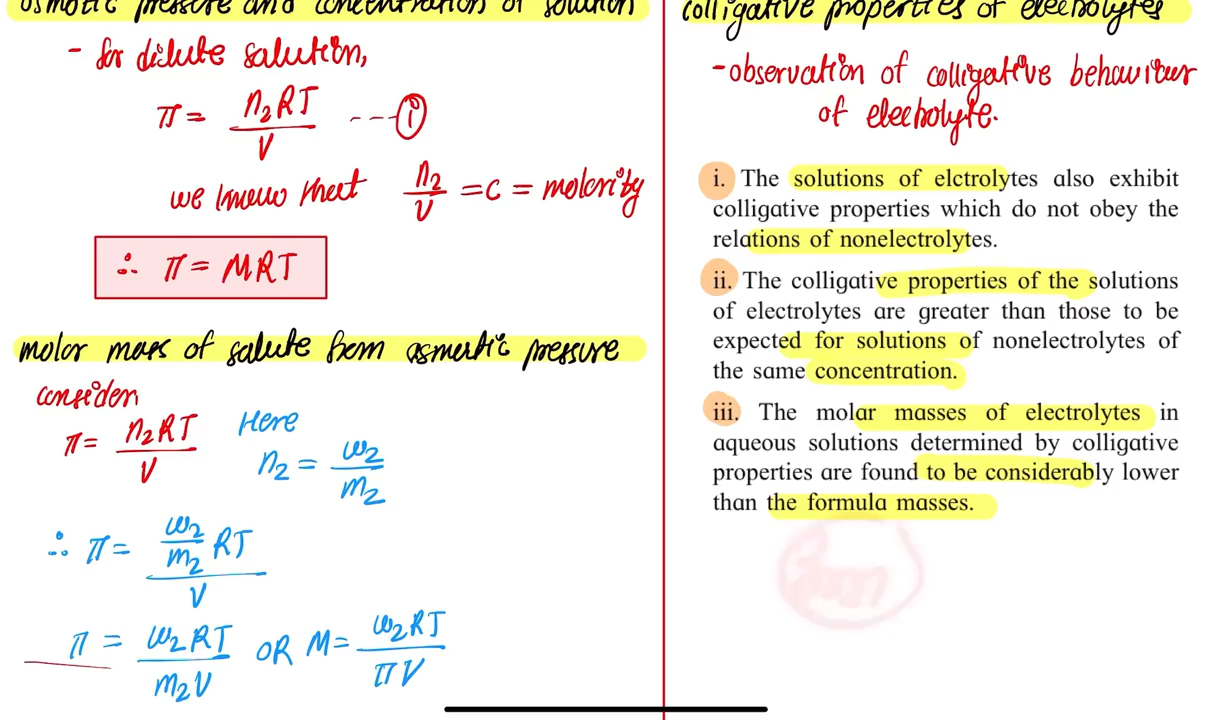 osmotic pressure and concentration of solution
- for dilute salution,
π = n₂RT / V ---(i)
we know that n₂ / V = C = molarity
∴ π = MRT
molar mass of salute from osmotic pressure
consider
π = n₂RT / V
Here
n₂ = w₂ / m₂
∴ π = (w₂ / m₂) RT / V
π = w₂RT / m₂V OR M = w₂RT / πV
colligative properties of electrolytes
- observation of colligative behaviour
of electrolyte.
i. The solutions of elctrolytes also exhibit
colligative properties which do not obey the
relations of nonelectrolytes.
ii. The colligative properties of the solutions
of electrolytes are greater than those to be
expected for solutions of nonelectrolytes of
the same concentration.
iii. The molar masses of electrolytes in
aqueous solutions determined by colligative
properties are found to be considerably lower
than the formula masses.